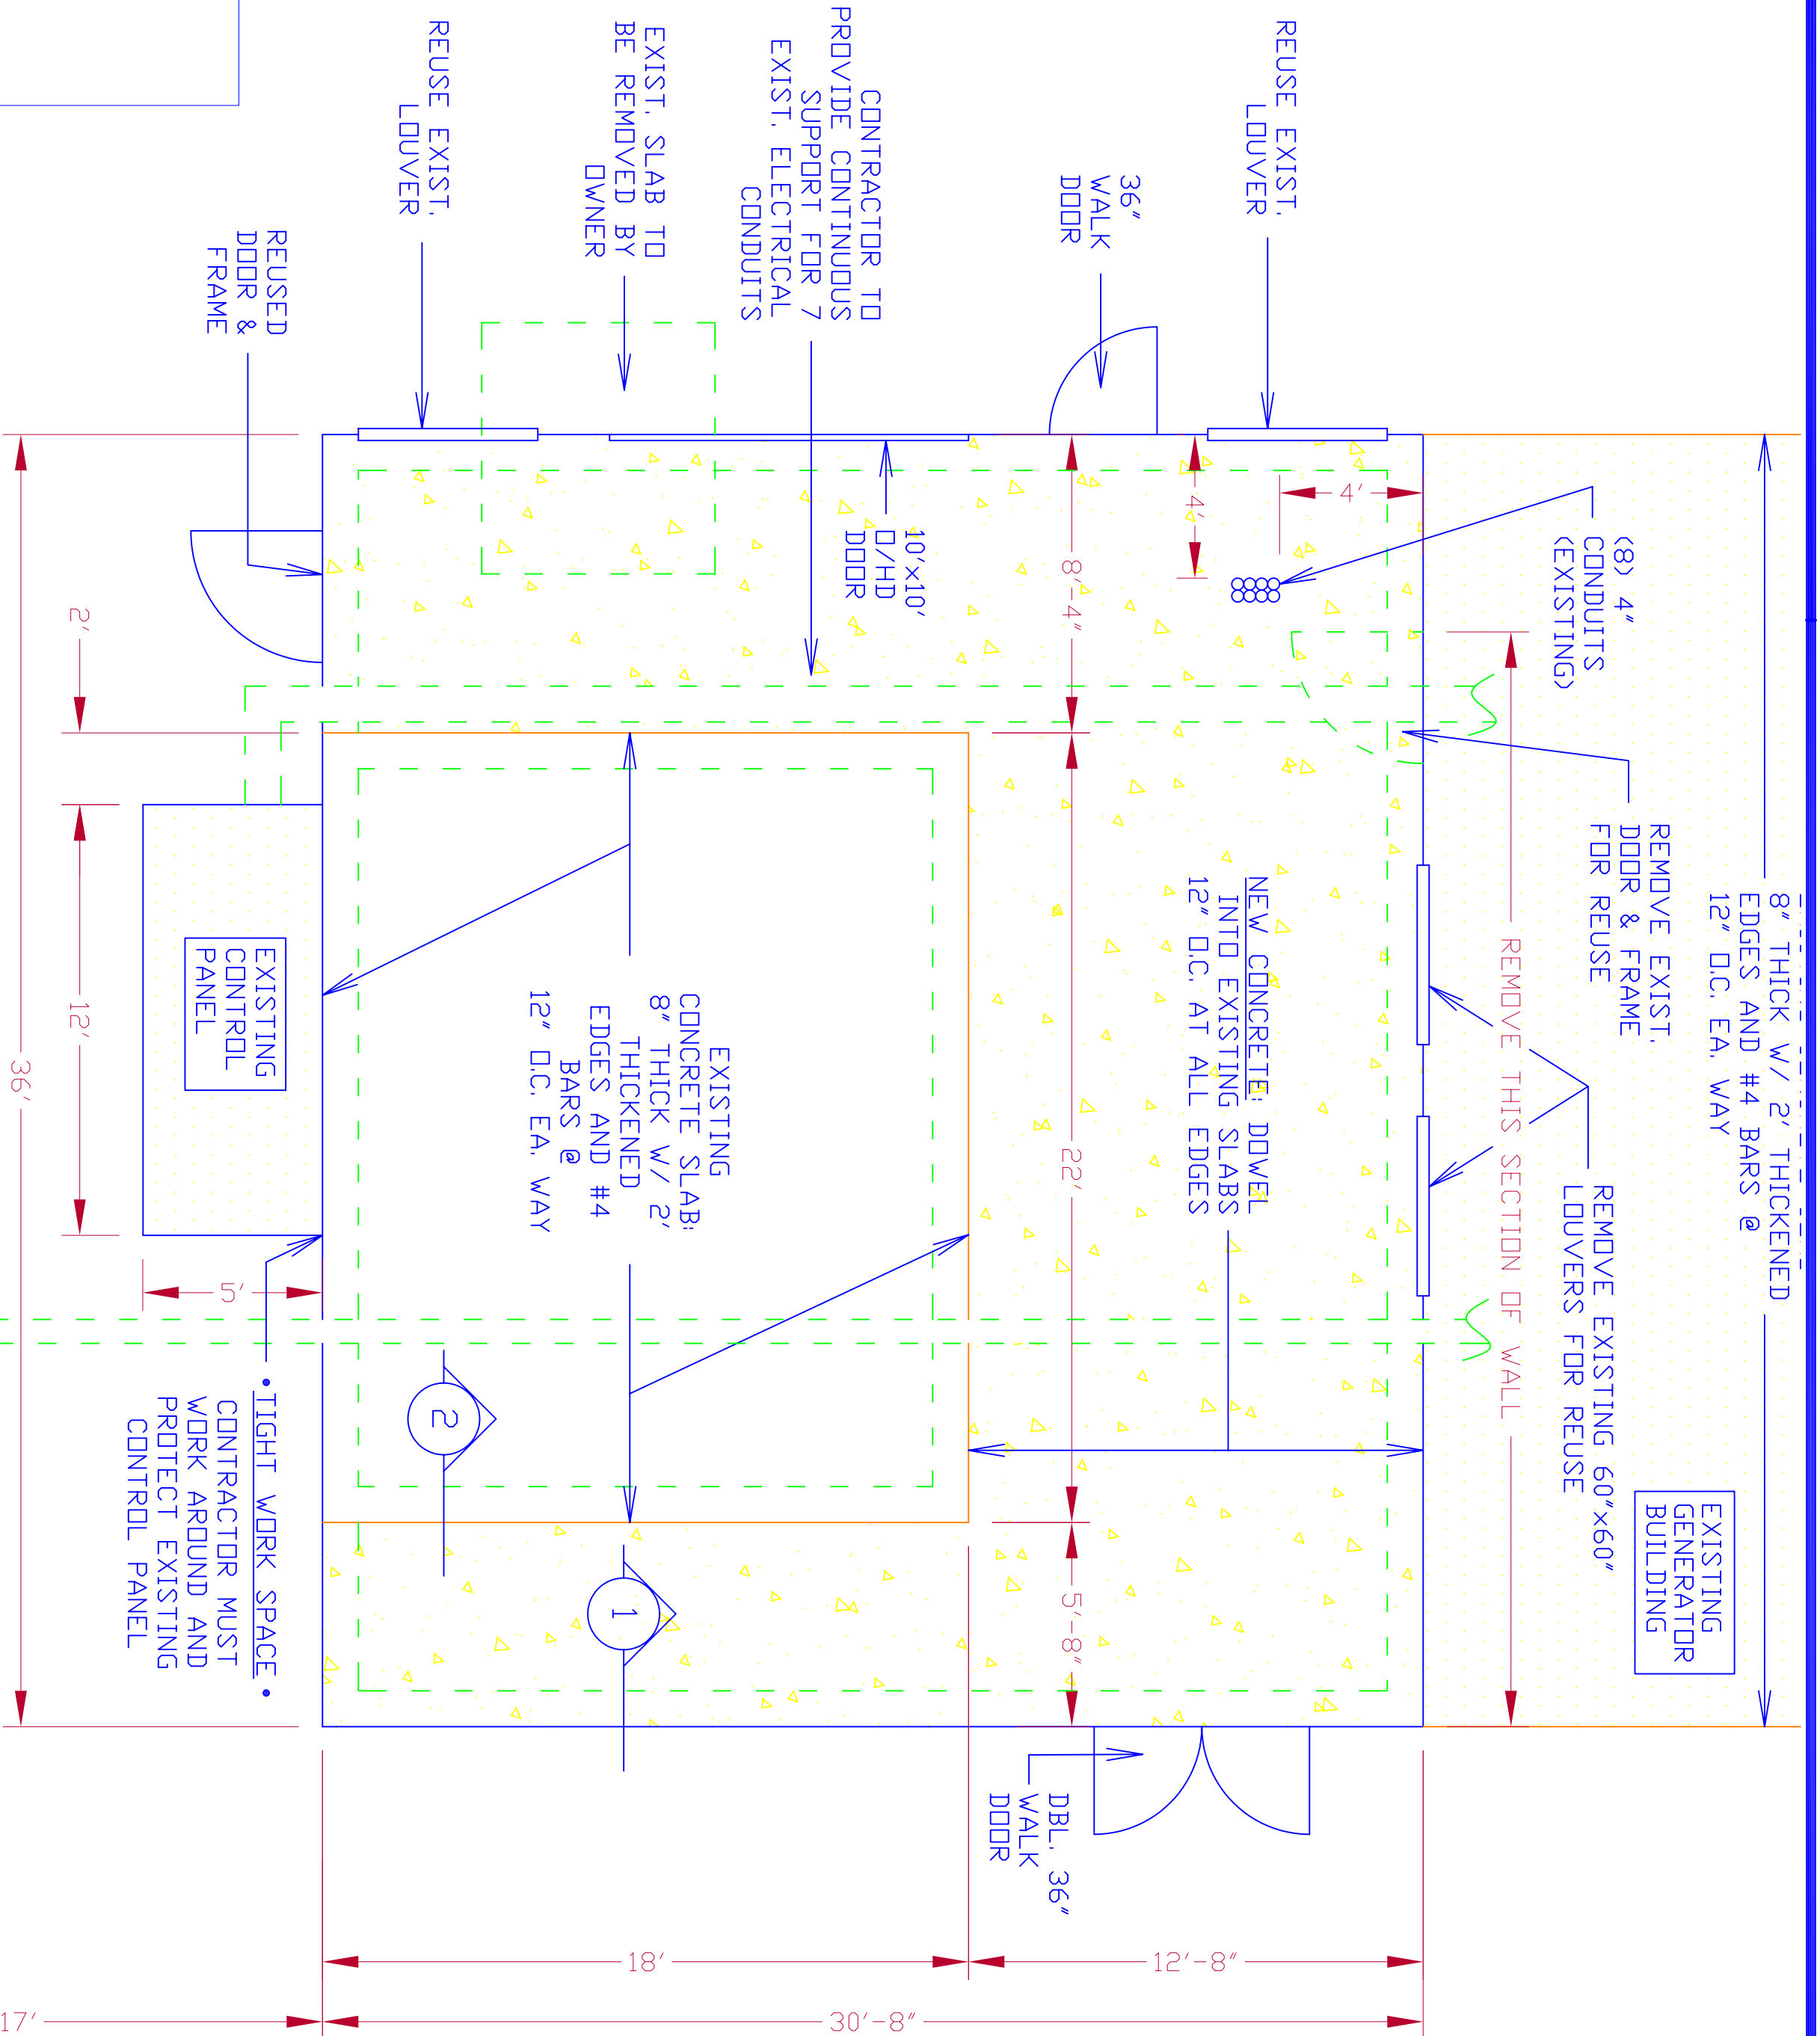 8" THICK W/ 2' THICKENED
EDGES AND #4 BARS @
12" O.C. EA. WAY
EXISTING
GENERATOR
BUILDING
REMOVE EXIST.
DOOR & FRAME
FOR REUSE
REMOVE EXISTING 60"x60"
LOUVERS FOR REUSE
(8) 4"
CONDUITS
(EXISTING)
REMOVE THIS SECTION OF WALL
4'
REUSE EXIST.
LOUVER
4'
NEW CONCRETE: DOWEL
INTO EXISTING SLABS
12" O.C. AT ALL EDGES
12'-8"
36"
WALK
DOOR
8'-4"
22'
5'-8"
DBL. 36"
WALK
DOOR
10'x10'
O/HD
DOOR
CONTRACTOR TO
PROVIDE CONTINUOUS
SUPPORT FOR 7
EXIST. ELECTRICAL
CONDUITS
30'-8"
EXISTING
CONCRETE SLAB:
8" THICK W/ 2'
THICKENED
EDGES AND #4
BARS @
12" O.C. EA. WAY
EXIST. SLAB TO
BE REMOVED BY
OWNER
1
18'
REUSE EXIST.
LOUVER
2
REUSED
DOOR &
FRAME
EXISTING
CONTROL
PANEL
5'
• TIGHT WORK SPACE •
CONTRACTOR MUST
WORK AROUND AND
PROTECT EXISTING
CONTROL PANEL
2'
12'
36'
17'